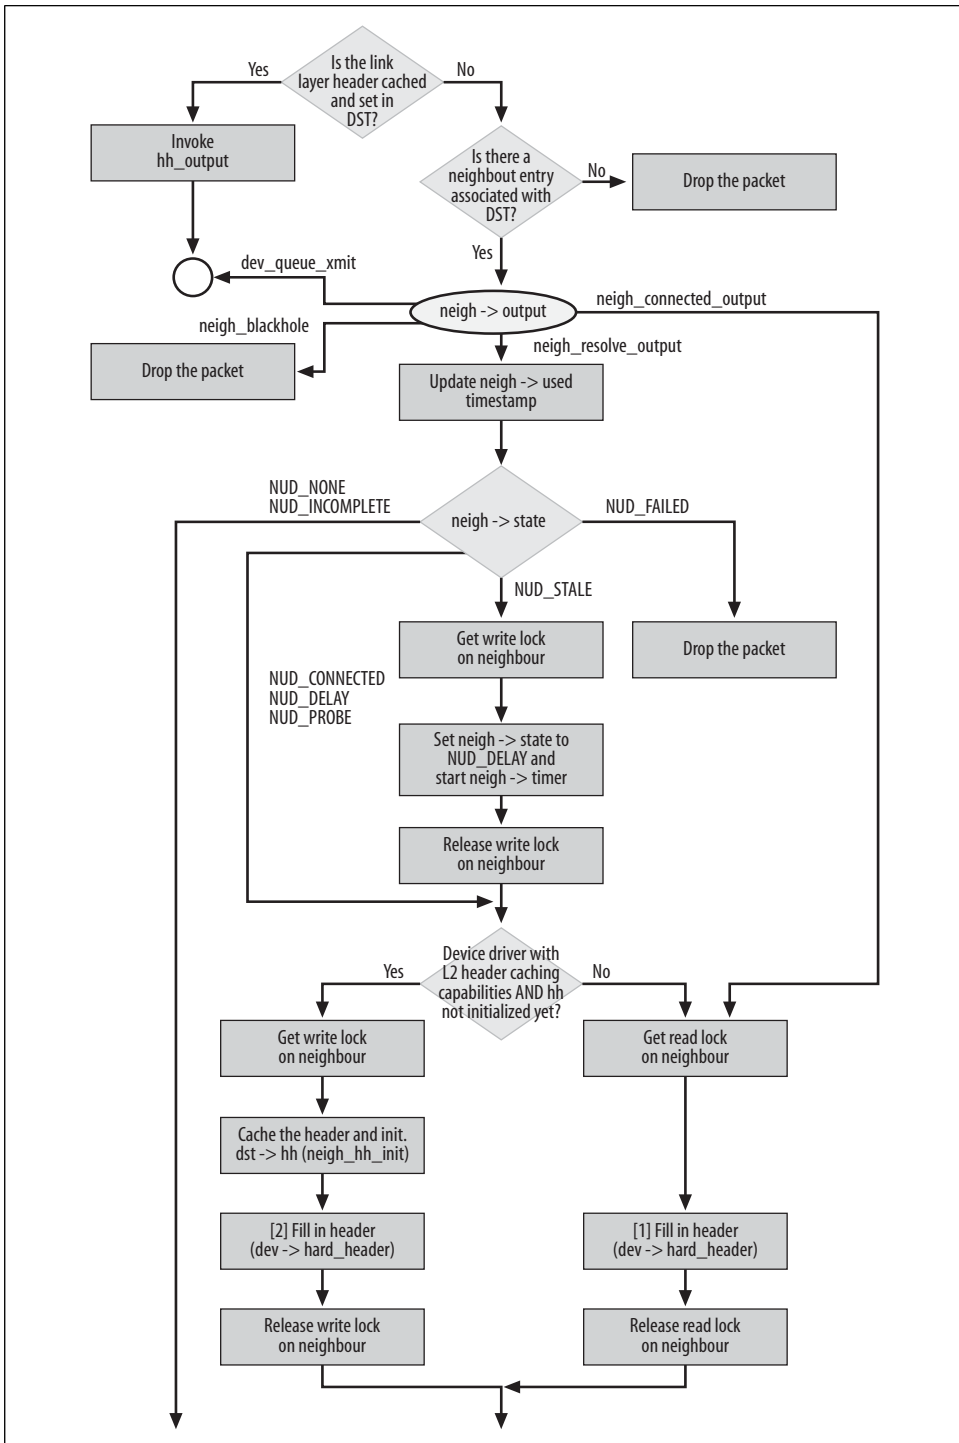 Is the link
layer header cached
and set in
DST?
Yes
No
Invoke
hh_output
Is there a
neighbout entry
associated with
DST?
No
Drop the packet
Yes
dev_queue_xmit
neigh -> output
neigh_connected_output
neigh_blackhole
neigh_resolve_output
Drop the packet
Update neigh -> used
timestamp
NUD_NONE
NUD_INCOMPLETE
neigh -> state
NUD_FAILED
NUD_STALE
Get write lock
on neighbour
Drop the packet
NUD_CONNECTED
NUD_DELAY
NUD_PROBE
Set neigh -> state to
NUD_DELAY and
start neigh -> timer
Release write lock
on neighbour
Device driver with
L2 header caching
capabilities AND hh
not initialized yet?
Yes
No
Get write lock
on neighbour
Get read lock
on neighbour
Cache the header and init.
dst -> hh (neigh_hh_init)
[2] Fill in header
(dev -> hard_header)
[1] Fill in header
(dev -> hard_header)
Release write lock
on neighbour
Release read lock
on neighbour